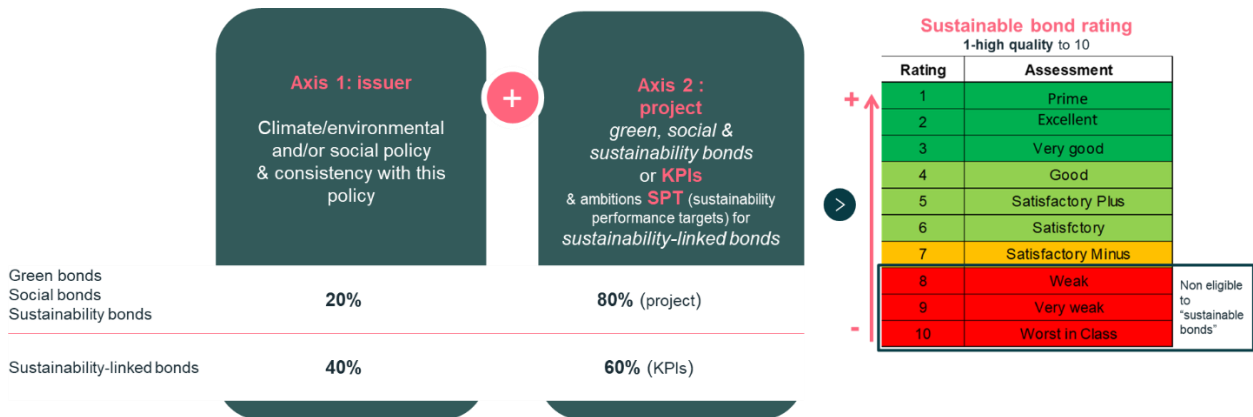 Axis 1: issuer
Climate/environmental
and/or social policy
& consistency with this
policy
+
Axis 2 :
project
green, social &
sustainability bonds
or KPIs
& ambitions SPT (sustainability
performance targets) for
sustainability-linked bonds
>
Green bonds
Social bonds
Sustainability bonds
20%
80% (project)
Sustainability-linked bonds
40%
60% (KPIs)
Sustainable bond rating
1-high quality to 10
Rating Assessment
+
1 Prime
2 Excellent
3 Very good
4 Good
5 Satisfactory Plus
6 Satisfctory
7 Satisfactory Minus
8 Weak
9 Very weak
10 Worst in Class
-
Non eligible
to
“sustainable
bonds”